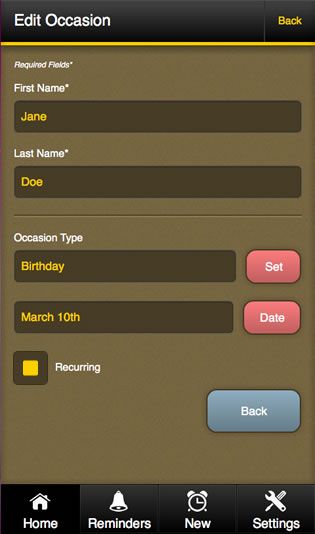 Edit Occasion
Back
Required Fields*
First Name*
Jane
Last Name*
Doe
Occasion Type
Birthday
Set
March 10th
Date
Recurring
Back
Home
Reminders
New
Settings